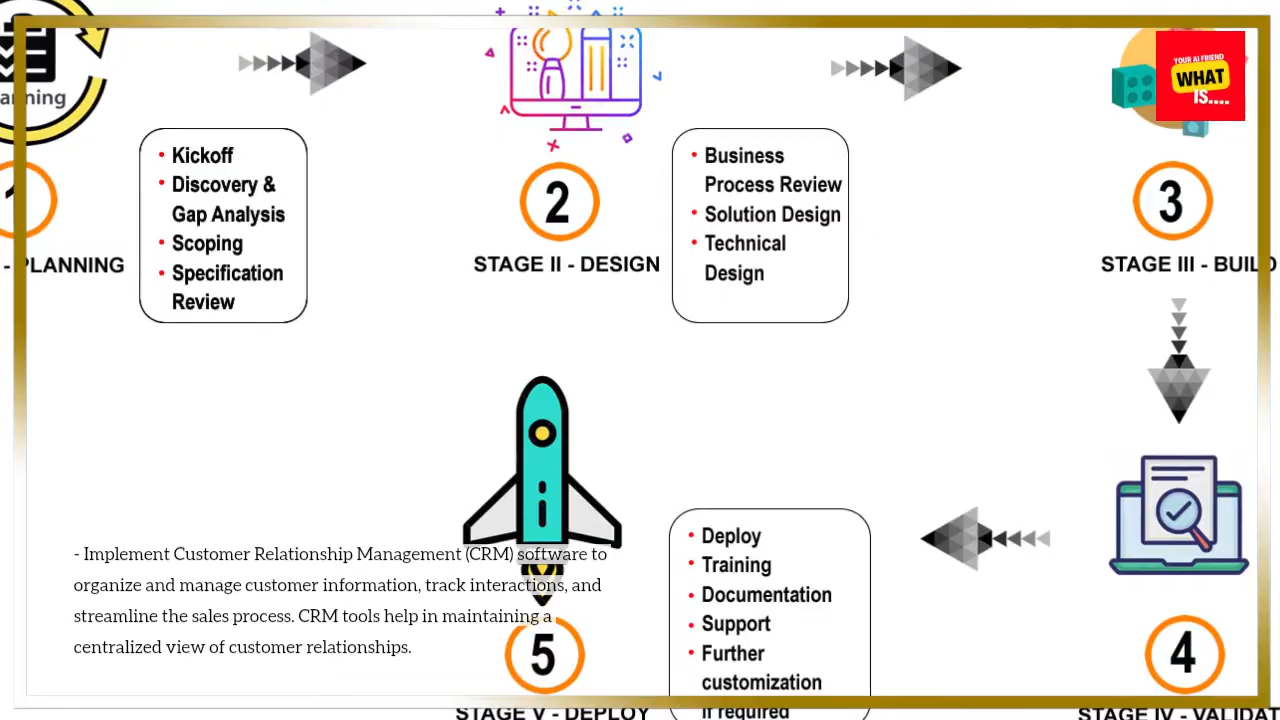 anning
YOUR AI FRIEND
WHAT
IS....
• Kickoff
• Discovery &
Gap Analysis
• Scoping
• Specification
Review
• Business
Process Review
• Solution Design
• Technical
Design
1
2
3
- PLANNING
STAGE II - DESIGN
STAGE III - BUILD
- Implement Customer Relationship Management (CRM) software to
organize and manage customer information, track interactions, and
streamline the sales process. CRM tools help in maintaining a
centralized view of customer relationships.
• Deploy
• Training
• Documentation
• Support
• Further
customization
if required
5
4
STAGE V - DEPLOY
STAGE IV - VALIDAT